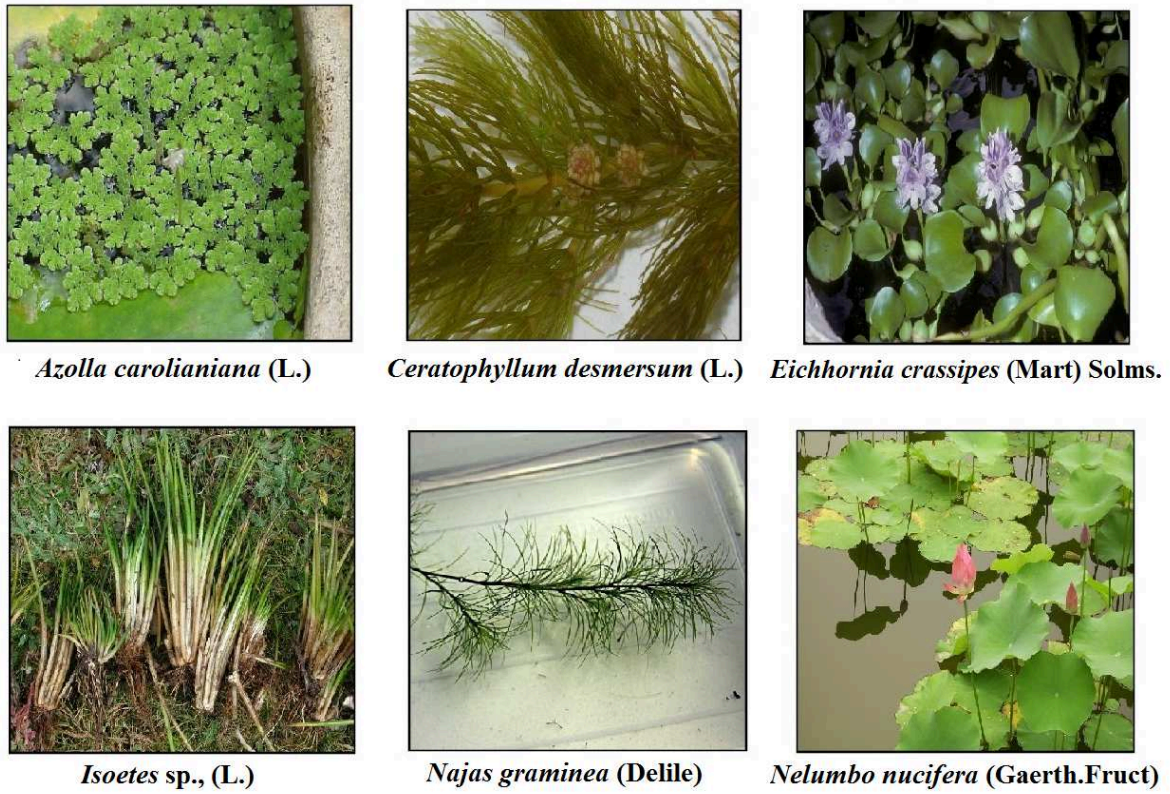 Azolla carolianiana (L.)
Ceratophyllum desmersum (L.)
Eichhornia crassipes (Mart) Solms.
Isoetes sp., (L.)
Najas graminea (Delile)
Nelumbo nucifera (Gaerth.Fruct)